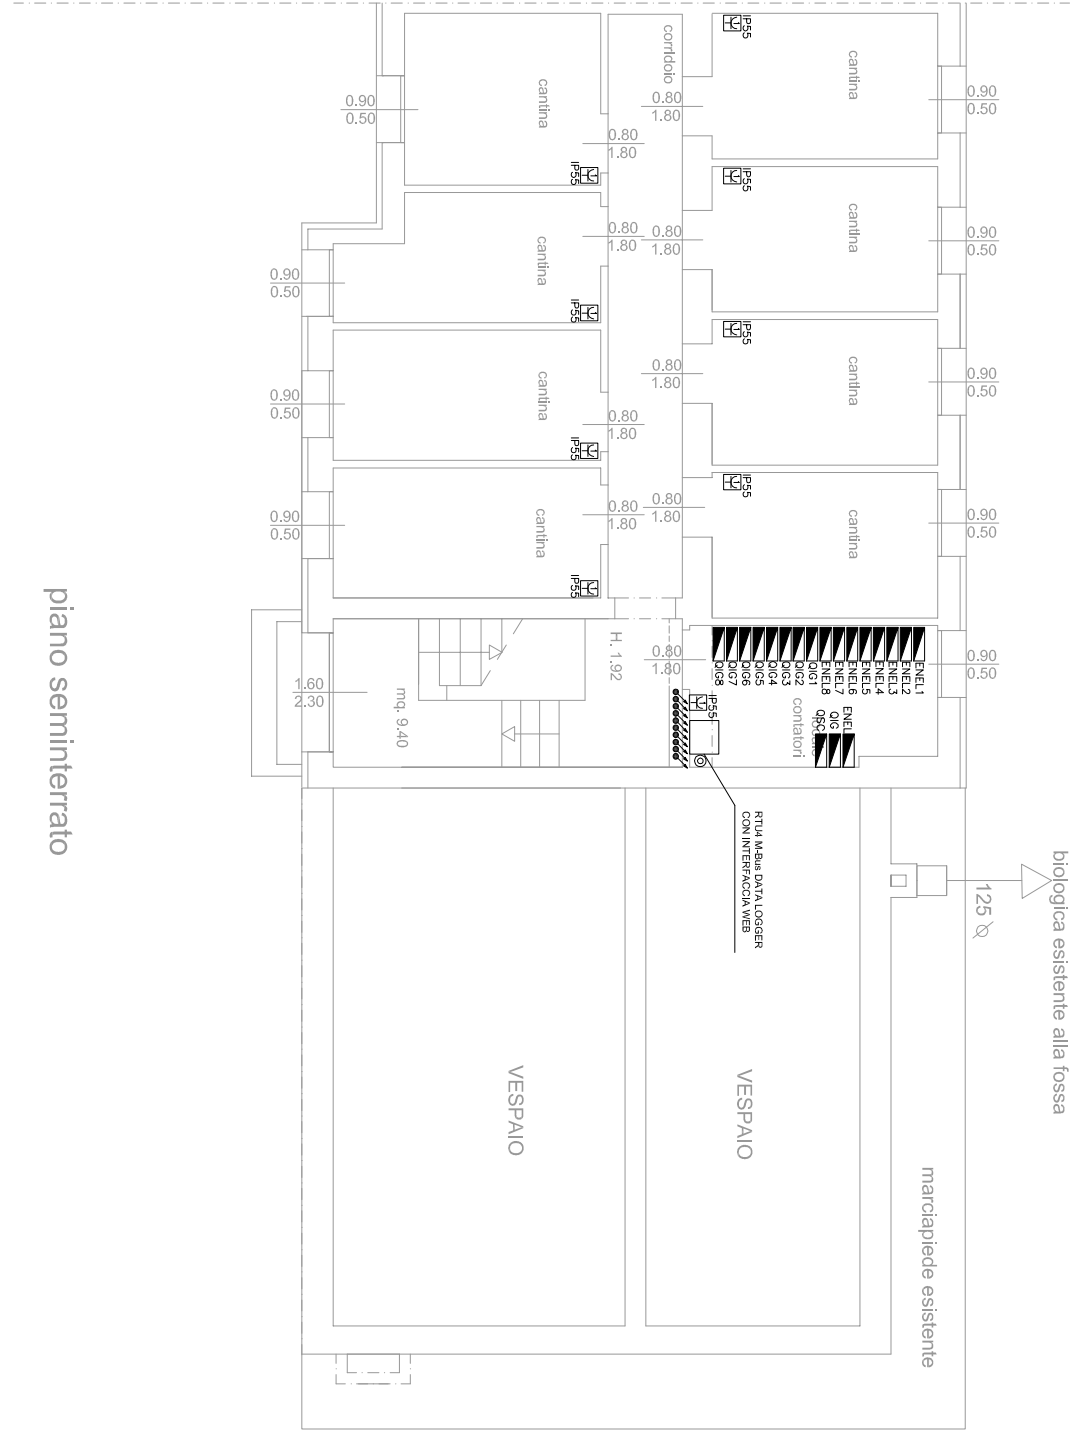 IP55
corridoio
cantina
cantina
0.90
0.50
0.90
0.50
0.80
1.80
0.80
1.80
IP55
IP55
cantina
cantina
0.80
1.80
0.80
1.80
0.90
0.50
0.90
0.50
IP55
IP55
cantina
cantina
0.80
1.80
0.90
0.50
0.90
0.50
0.80
1.80
IP55
IP55
cantina
cantina
0.80
1.80
0.80
1.80
0.90
0.50
0.90
0.50
IP55
piano seminterrato
H. 1.92
0.80
1.80
0.90
0.50
1.60
2.30
mq. 9.40
QIG8
QIG7
QIG6
QIG5
QIG4
QIG3
QIG2
QIG1
ENEL8
ENEL7
ENEL6
ENEL5
ENEL4
ENEL3
ENEL2
ENEL1
IP55
contatori
QSC
QIG
ENEL
RTU4 M-Bus DATA LOGGER
CON INTERFACCIA WEB
125 ⌀
biologica esistente alla fossa
VESPAIO
VESPAIO
marciapiede esistente